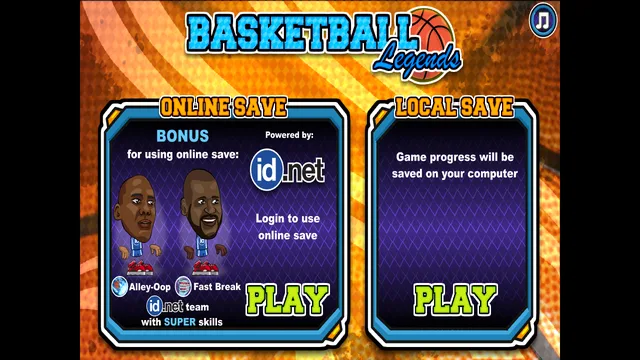 BASKETBALL
Legends
ONLINE SAVE
BONUS
for using online save:
Powered by:
id.net
Login to use
online save
Alley-Oop
Fast Break
id.net team
with SUPER skills
PLAY
LOCAL SAVE
Game progress will be
saved on your computer
PLAY